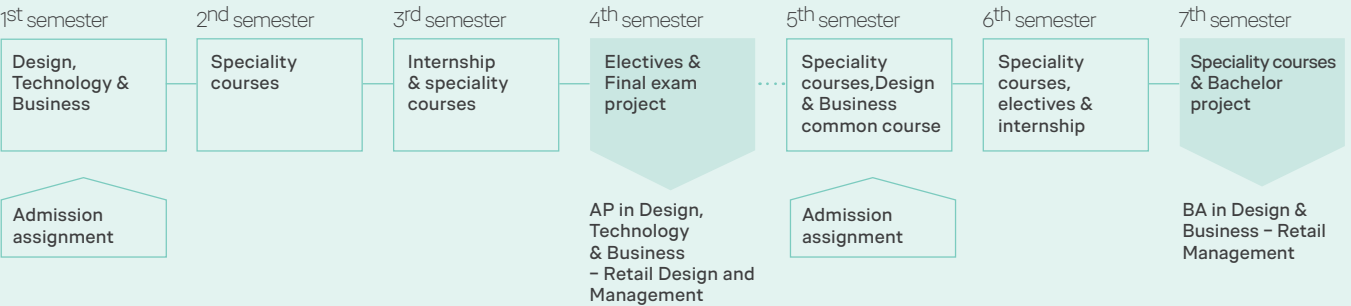 1st semester
Design,
Technology &
Business
Admission
assignment
2nd semester
Speciality
courses
3rd semester
Internship
& speciality
courses
4th semester
Electives &
Final exam
project
AP in Design,
Technology
& Business
– Retail Design and
Management
5th semester
Speciality
courses,Design
& Business
common course
Admission
assignment
6th semester
Speciality
courses,
electives &
internship
7th semester
Speciality courses
& Bachelor
project
BA in Design &
Business – Retail
Management